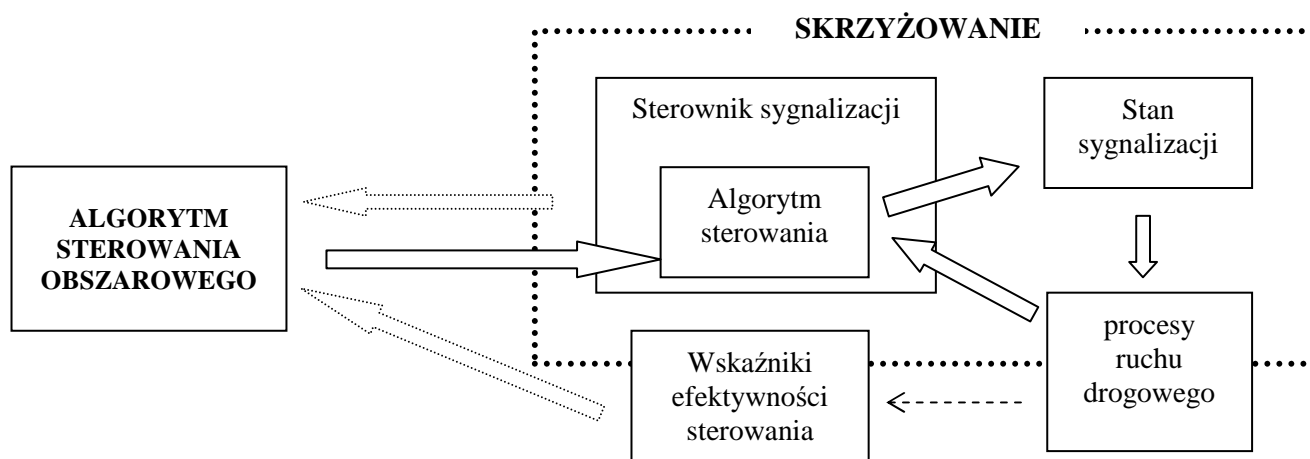 SKRZYŻOWANIE
Sterownik sygnalizacji
Algorytm
sterowania
Stan
sygnalizacji
ALGORYTM
STEROWANIA
OBSZAROWEGO
procesy
ruchu
drogowego
Wskaźniki
efektywności
sterowania